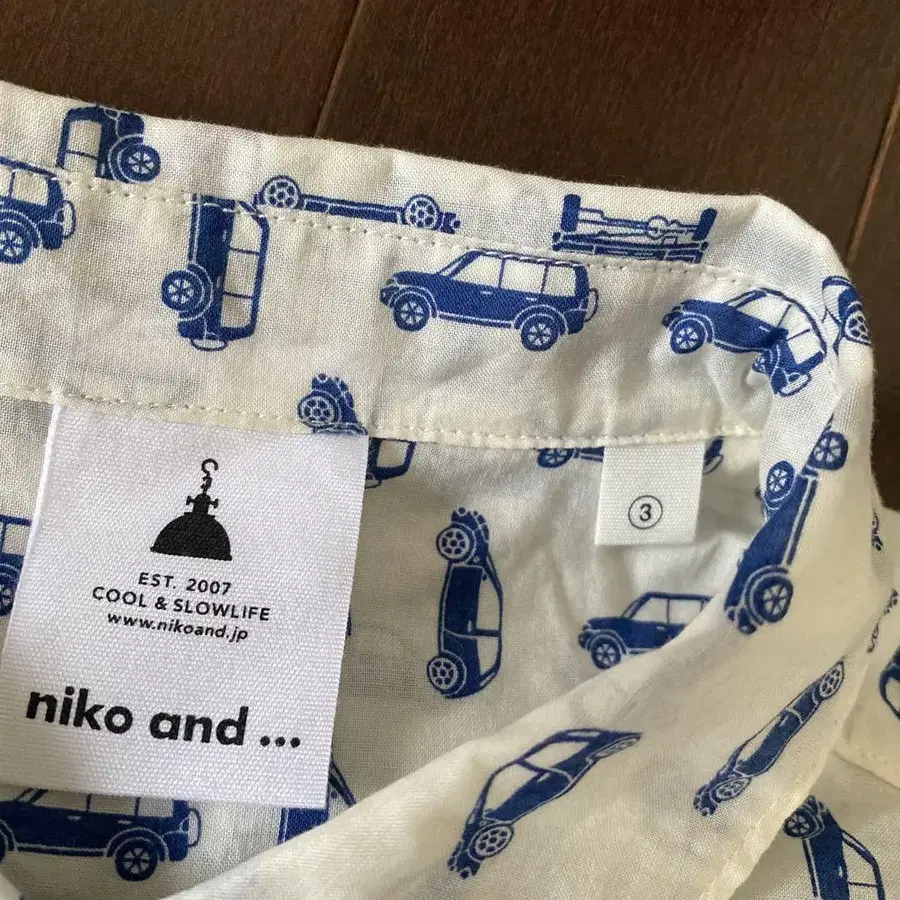 EST. 2007
COOL & SLOWLIFE
www.nikoand.jp
niko and ...
③